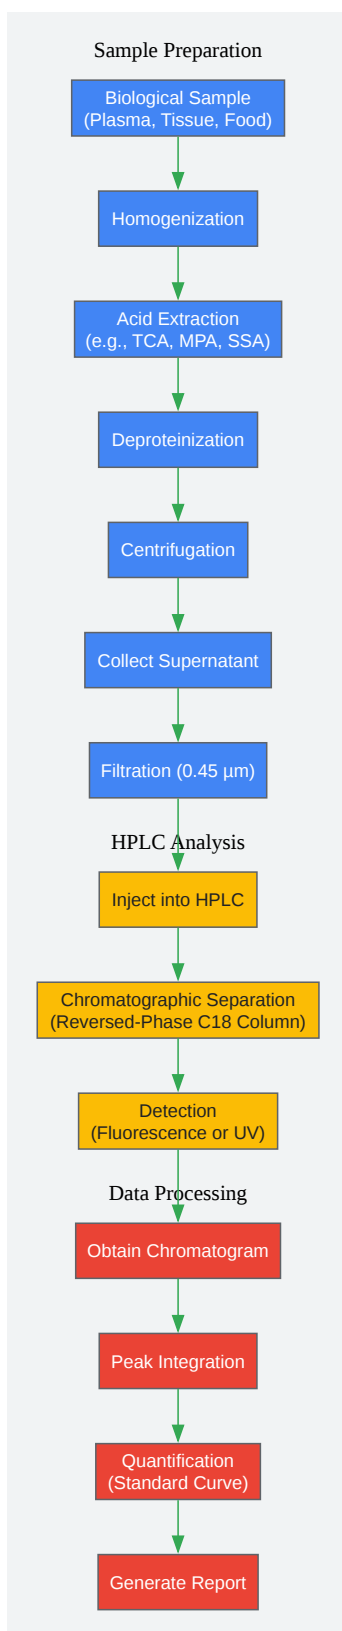 Sample Preparation
Biological Sample
(Plasma, Tissue, Food)
Homogenization
Acid Extraction
(e.g., TCA, MPA, SSA)
Deproteinization
Centrifugation
Collect Supernatant
Filtration (0.45 µm)
HPLC Analysis
Inject into HPLC
Chromatographic Separation
(Reversed-Phase C18 Column)
Detection
(Fluorescence or UV)
Data Processing
Obtain Chromatogram
Peak Integration
Quantification
(Standard Curve)
Generate Report